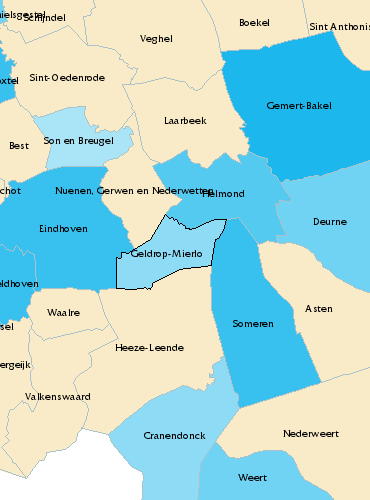 ielsgestel
Schijndel
Boekel
Sint Anthonis
Veghel
Sint-Oedenrode
oxtel
Gemert-Bakel
Laarbeek
Son en Breugel
Best
chot
Nuenen, Gerwen en Nederwetten
Helmond
Deurne
Eindhoven
Geldrop-Mierlo
eldhoven
Asten
Waalre
Someren
sel
Heeze-Leende
ergeijk
Valkenswaard
Cranendonck
Nederweert
Weert